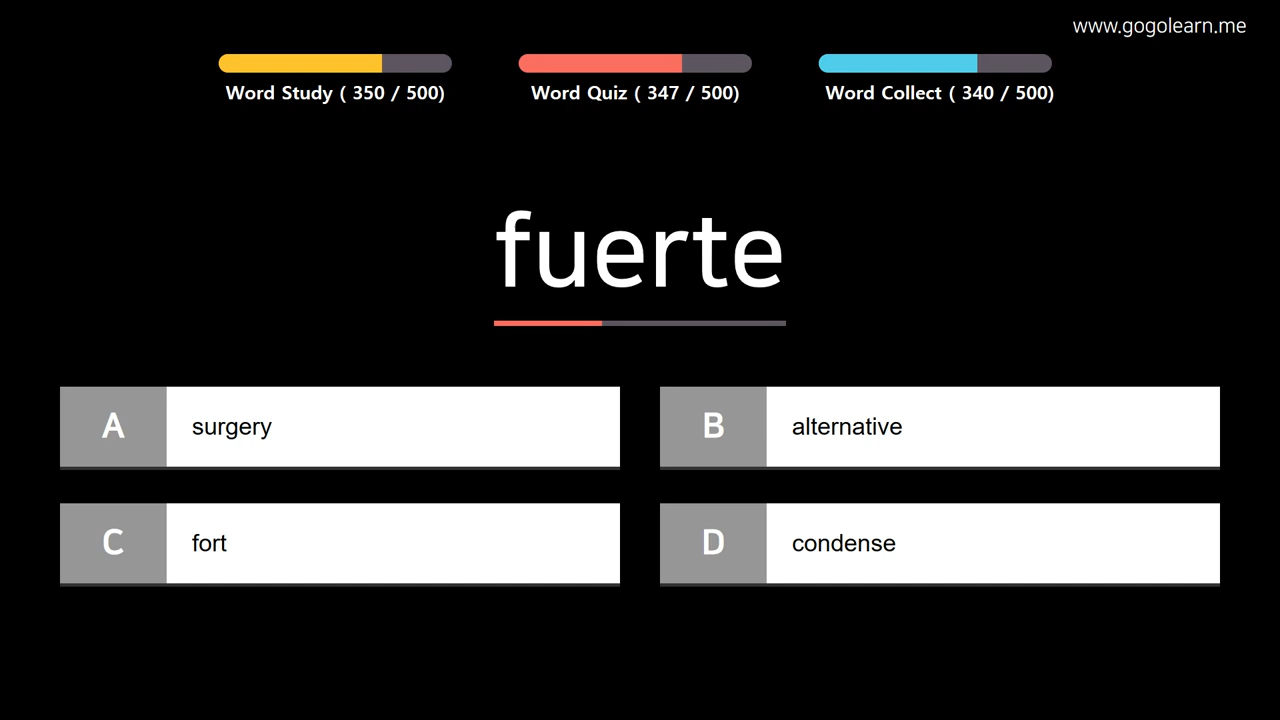 www.gogolearn.me
Word Study ( 350 / 500)
Word Quiz ( 347 / 500)
Word Collect ( 340 / 500)
fuerte
A surgery
B alternative
C fort
D condense